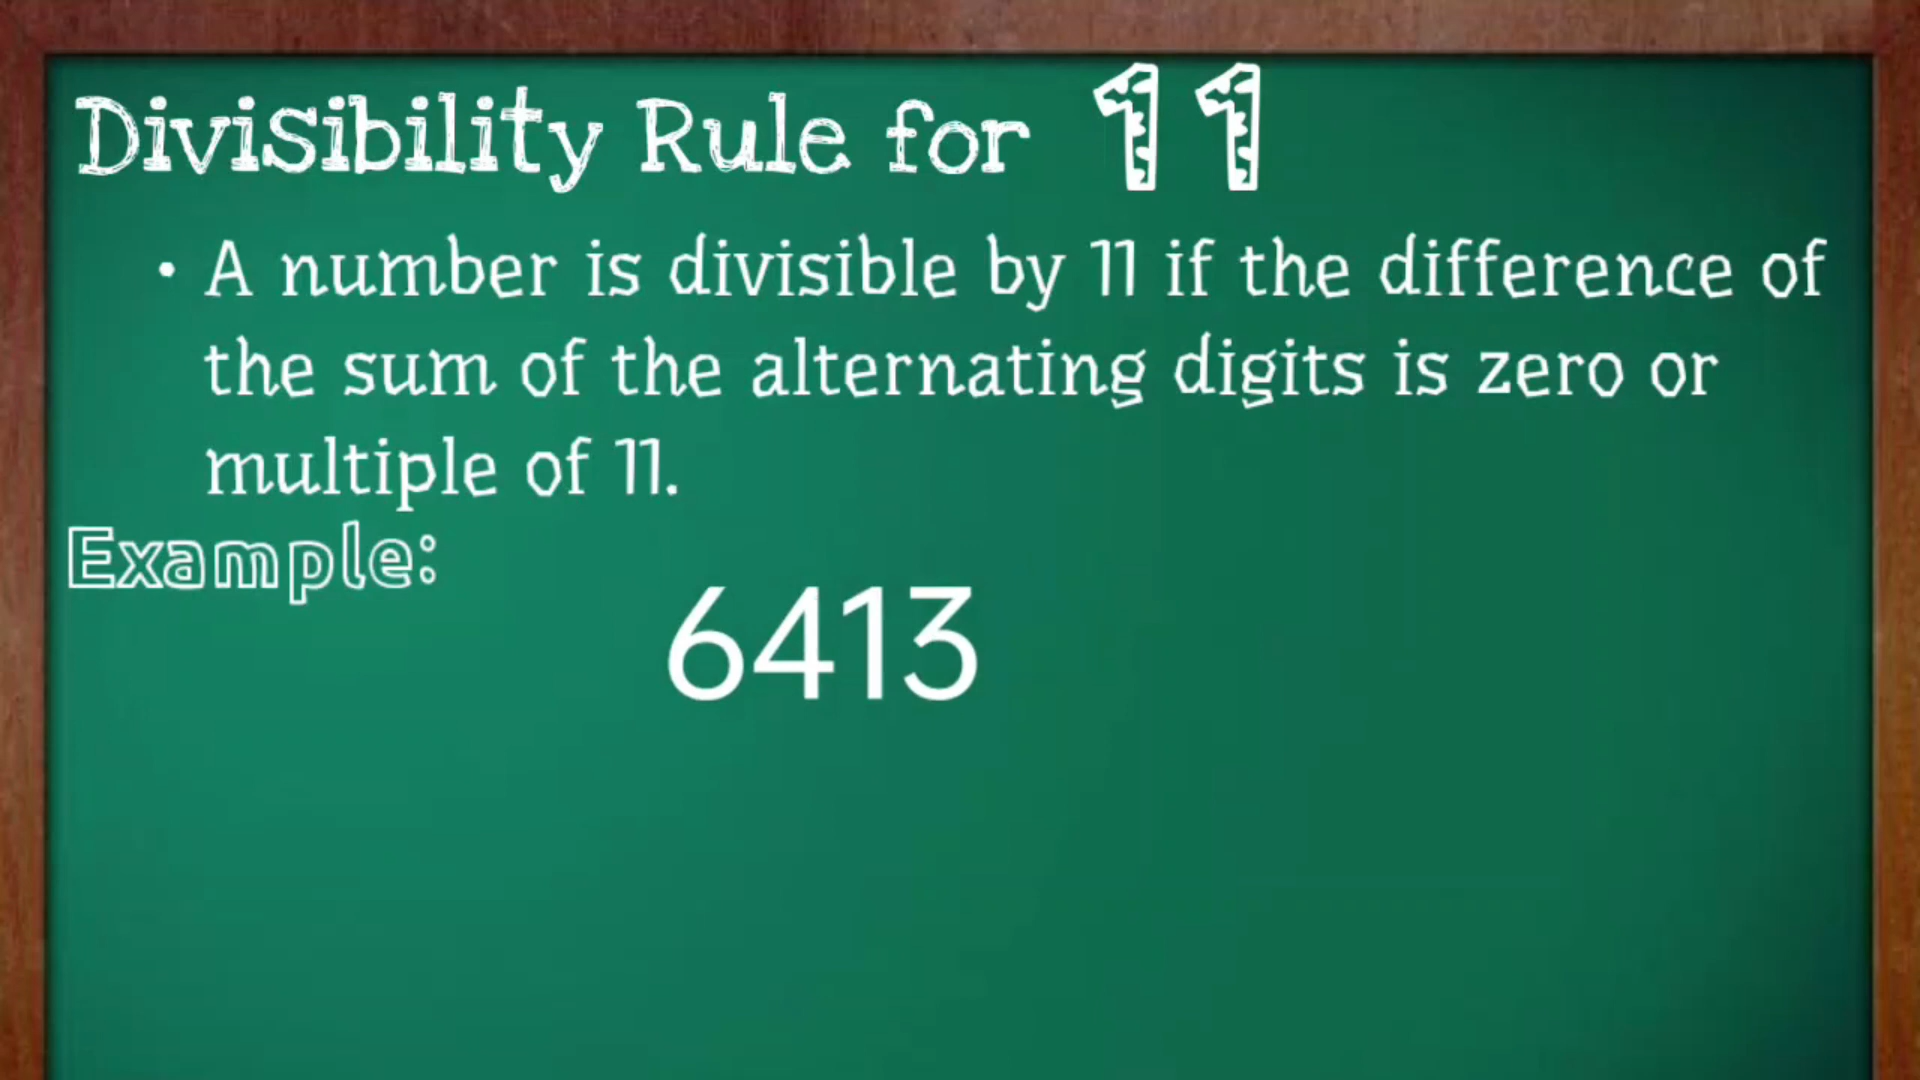 Divisibility Rule for 11
• A number is divisible by 11 if the difference of
the sum of the alternating digits is zero or
multiple of 11.
Example:
6413